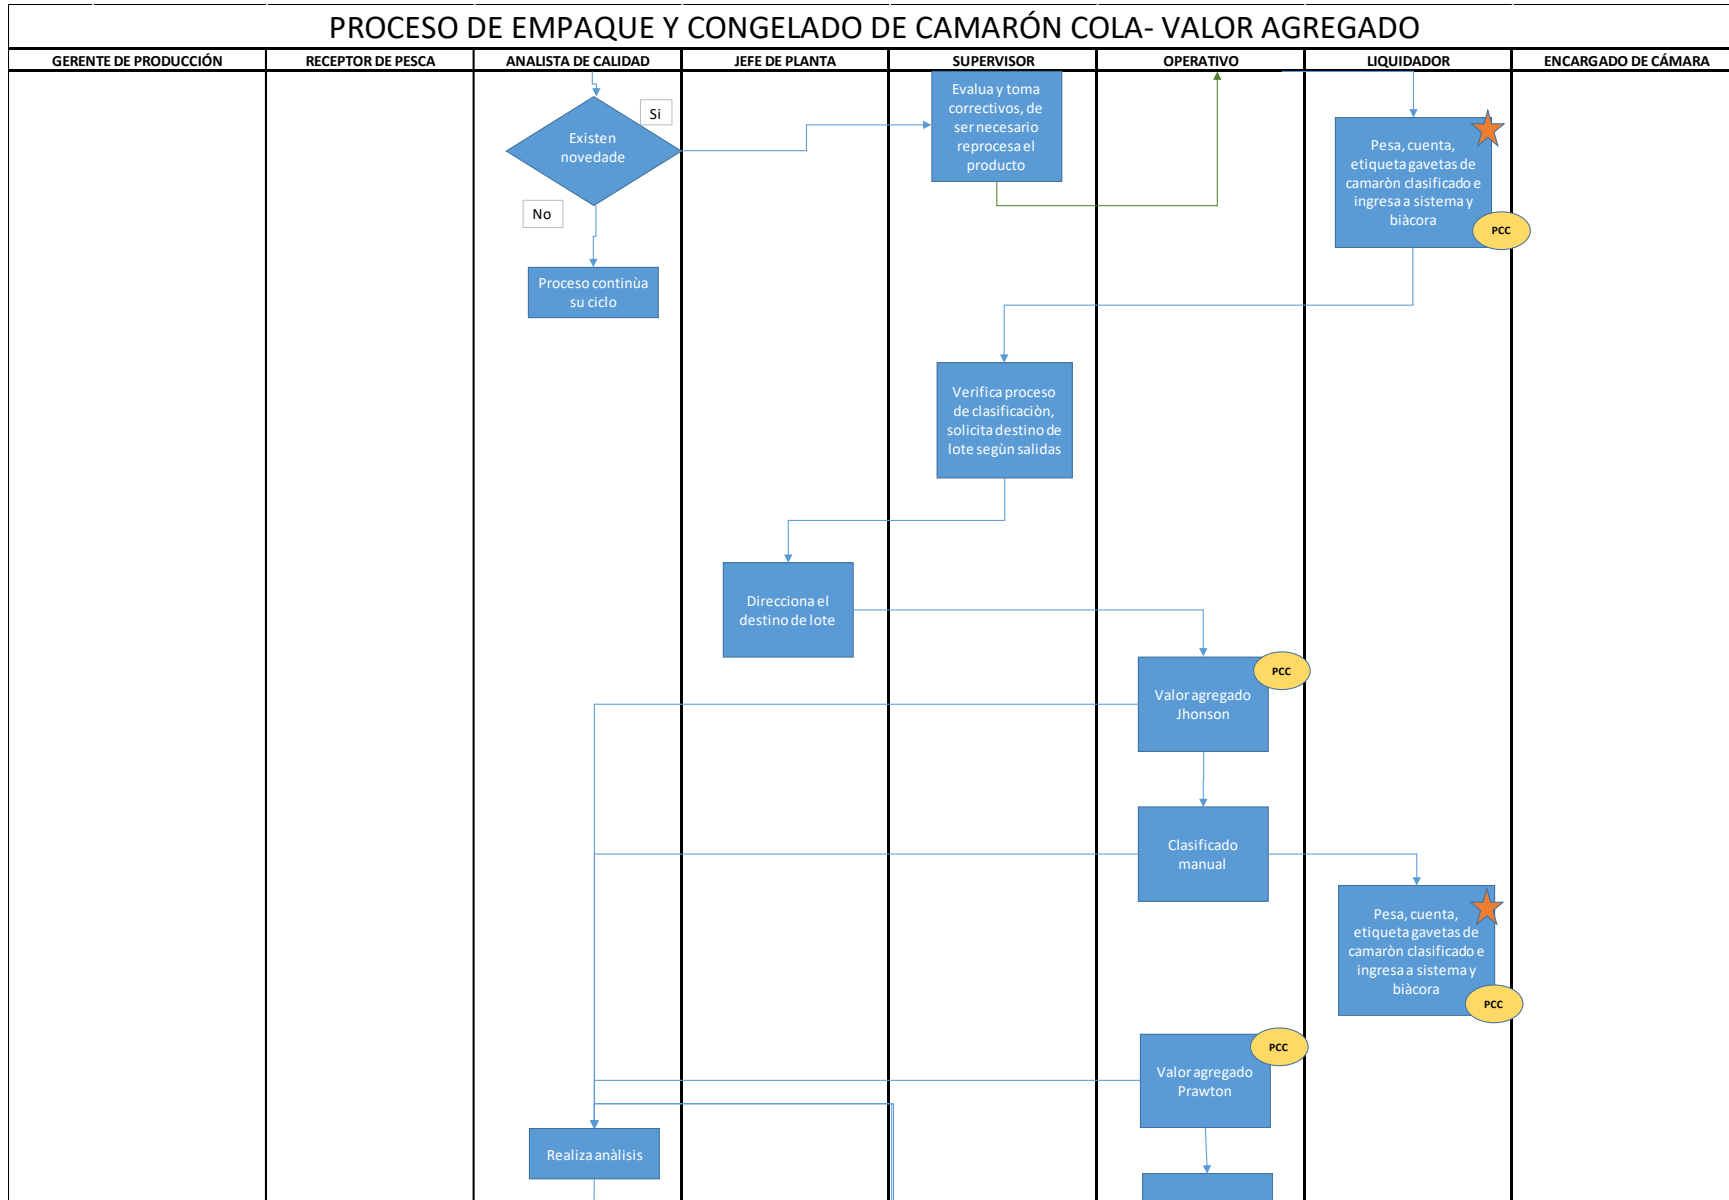 PROCESO DE EMPAQUE Y CONGELADO DE CAMARÓN COLA- VALOR AGREGADO
GERENTE DE PRODUCCIÓN
RECEPTOR DE PESCA
ANALISTA DE CALIDAD
JEFE DE PLANTA
SUPERVISOR
OPERATIVO
LIQUIDADOR
ENCARGADO DE CÁMARA
Existen
novedade
Si
No
Evalua y toma
correctivos, de
ser necesario
reprocesa el
producto
Pesa, cuenta,
etiqueta gavetas de
camaròn clasificado e
ingresa a sistema y
biàcora
PCC
Proceso continùa
su ciclo
Verifica proceso
de clasificaciòn,
solicita destino de
lote segùn salidas
Direcciona el
destino de lote
Valor agregado
Jhonson
PCC
Clasificado
manual
Pesa, cuenta,
etiqueta gavetas de
camaròn clasificado e
ingresa a sistema y
biàcora
PCC
Valor agregado
Prawton
PCC
Realiza anàlisis